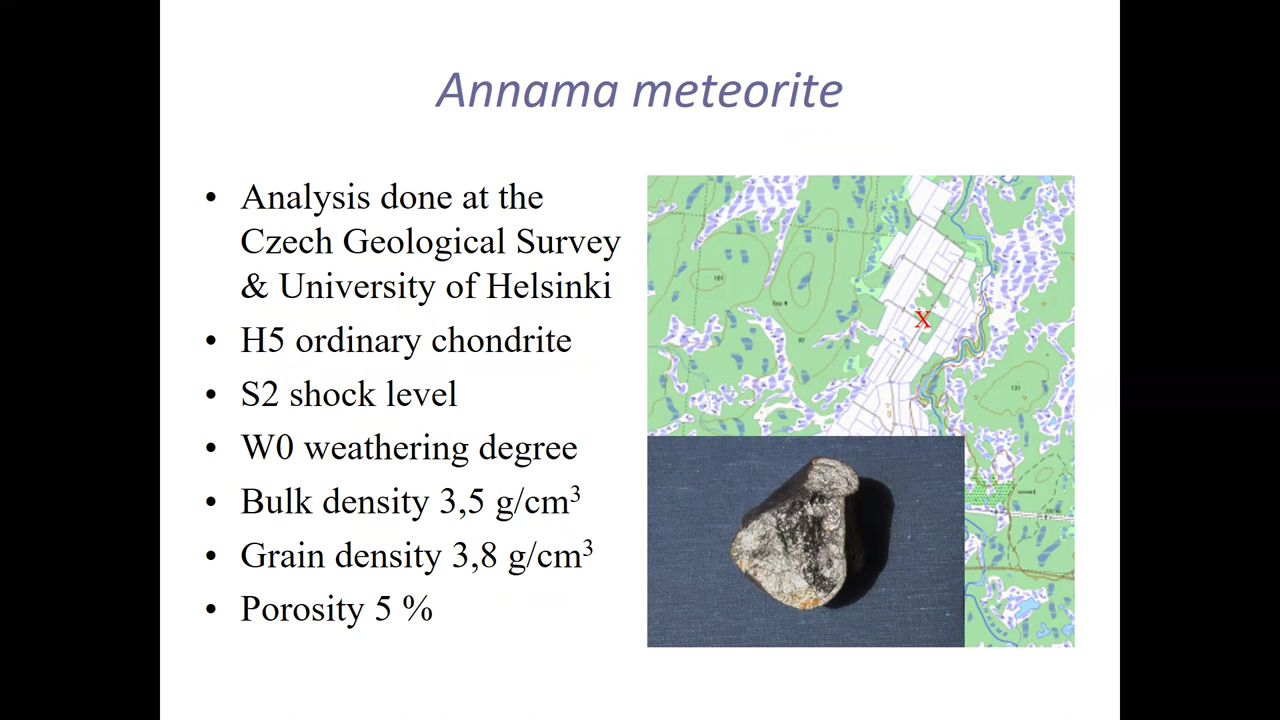 Annama meteorite
• Analysis done at the
Czech Geological Survey
& University of Helsinki
• H5 ordinary chondrite
• S2 shock level
• W0 weathering degree
• Bulk density 3,5 g/cm³
• Grain density 3,8 g/cm³
• Porosity 5 %
X
131